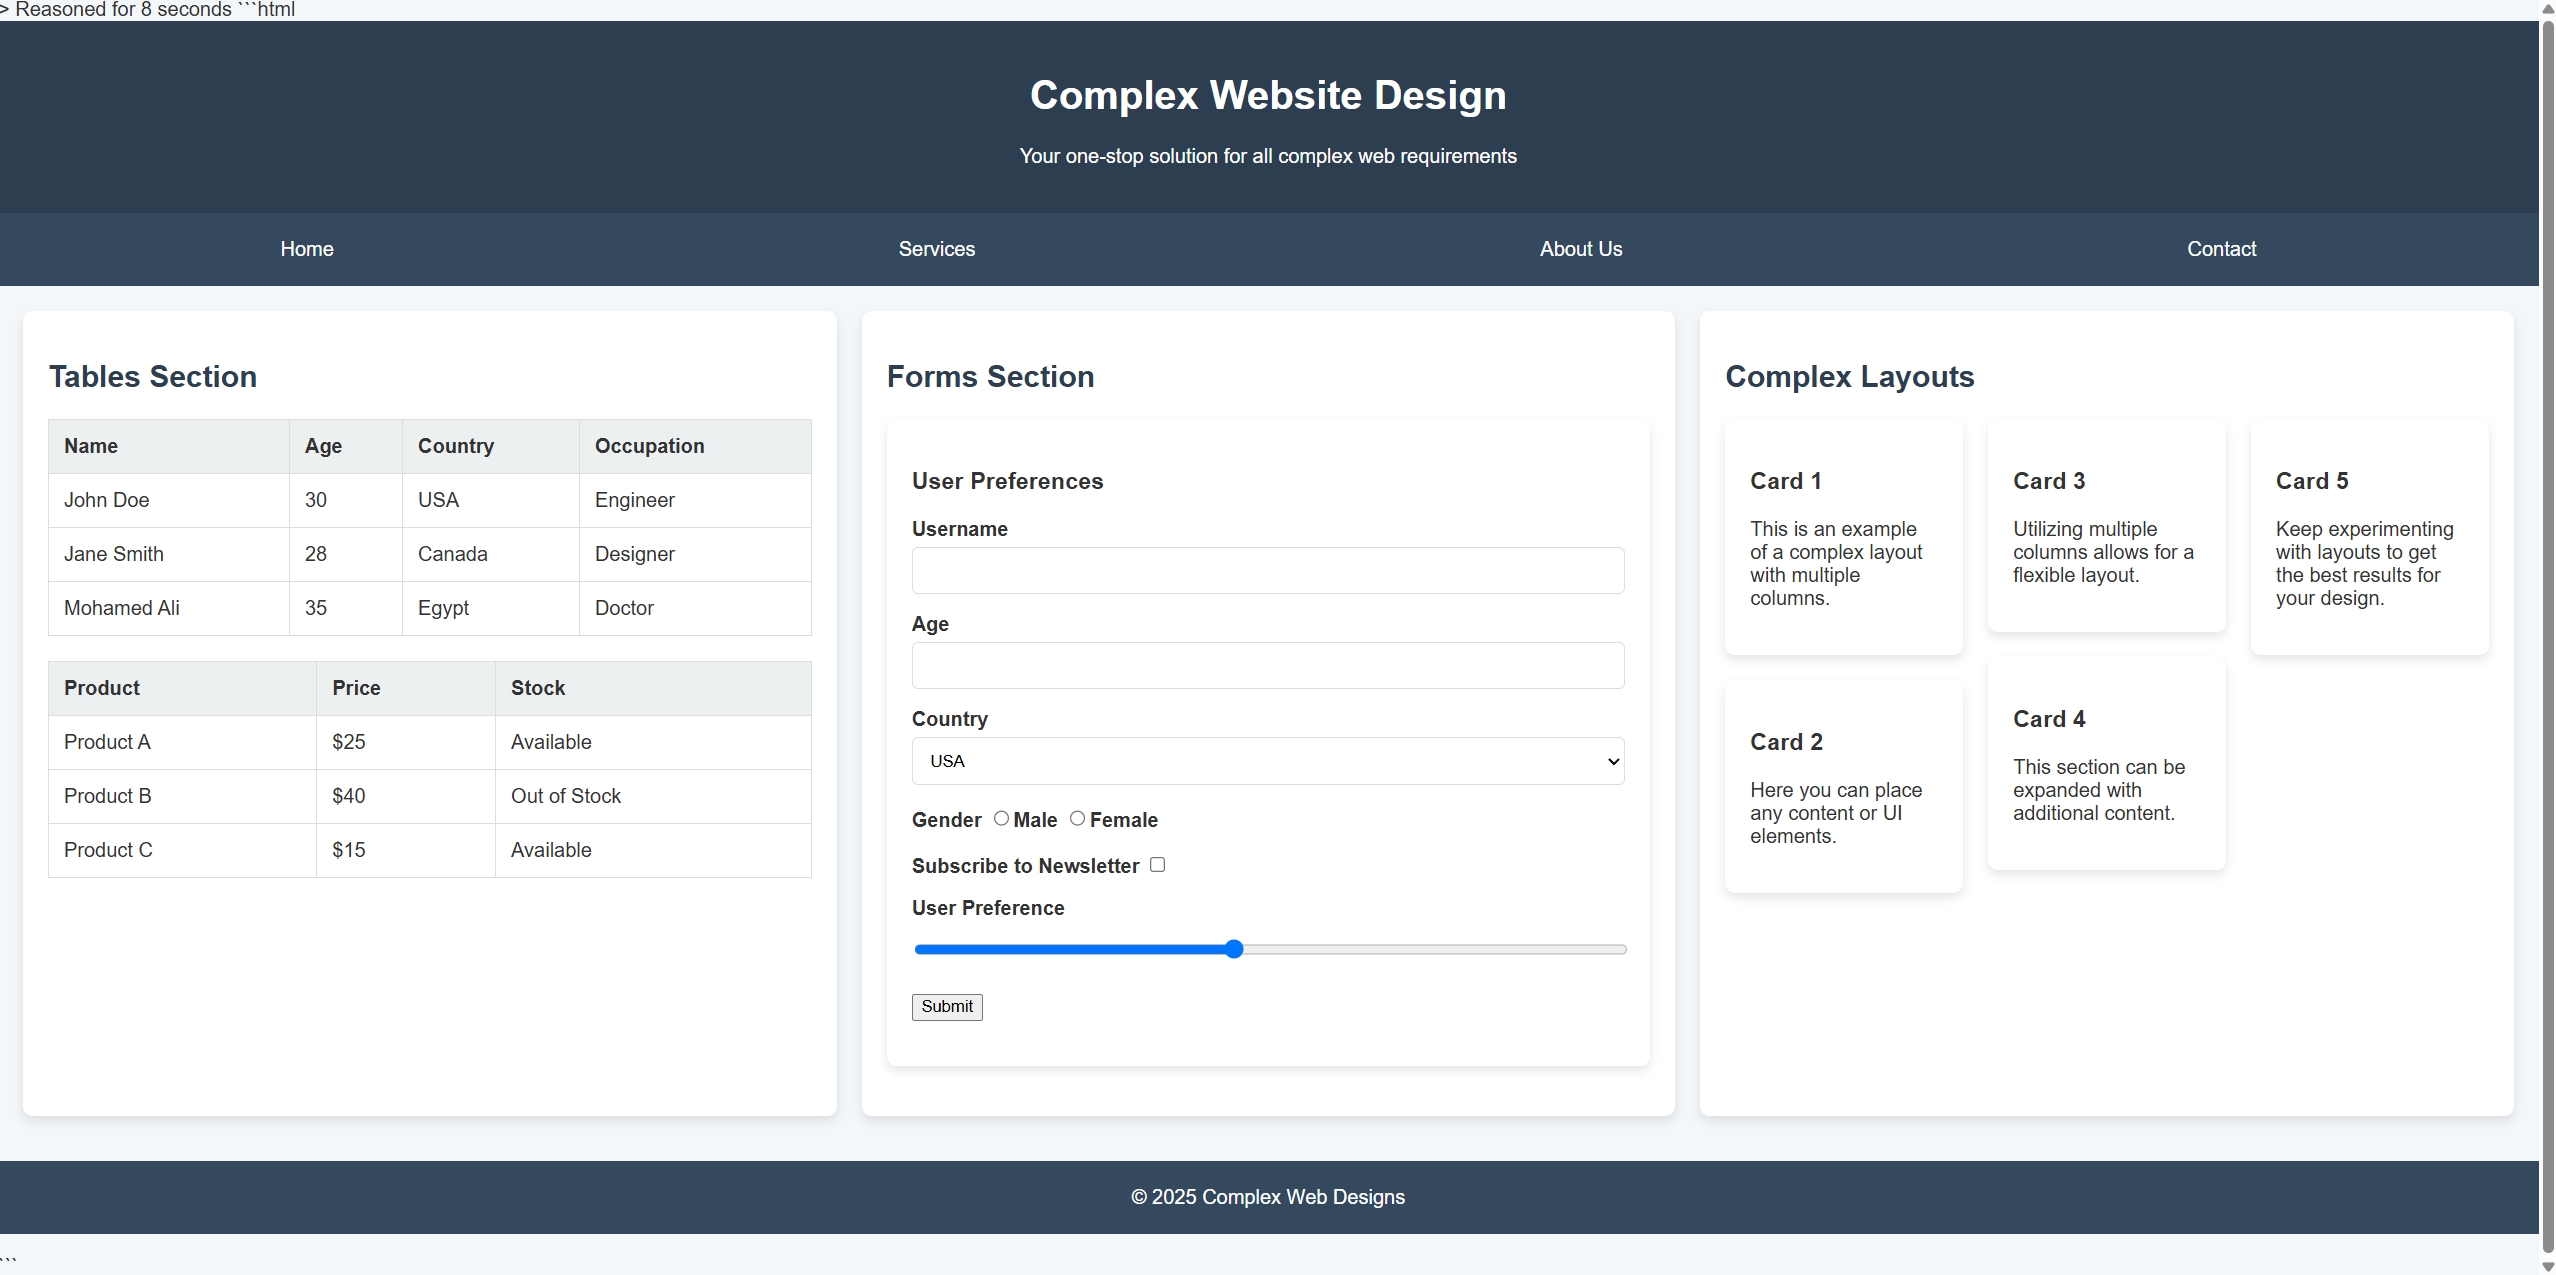 > Reasoned for 8 seconds ```html
Complex Website Design
Your one-stop solution for all complex web requirements
Home Services About Us Contact
Tables Section
Name Age Country Occupation
John Doe 30 USA Engineer
Jane Smith 28 Canada Designer
Mohamed Ali 35 Egypt Doctor
Product Price Stock
Product A $25 Available
Product B $40 Out of Stock
Product C $15 Available
Forms Section
User Preferences
Username
Age
Country
USA
Gender Male Female
Subscribe to Newsletter
User Preference
Submit
Complex Layouts
Card 1
This is an example
of a complex layout
with multiple
columns.
Card 2
Here you can place
any content or UI
elements.
Card 3
Utilizing multiple
columns allows for a
flexible layout.
Card 4
This section can be
expanded with
additional content.
Card 5
Keep experimenting
with layouts to get
the best results for
your design.
© 2025 Complex Web Designs
```